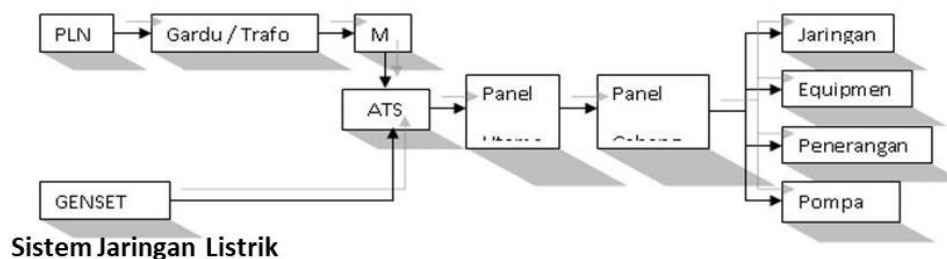 PLN
Gardu / Trafo
M
Jaringan
ATS
Panel
Panel
Equipmen
Penerangan
GENSET
Pompa
Sistem Jaringan Listrik